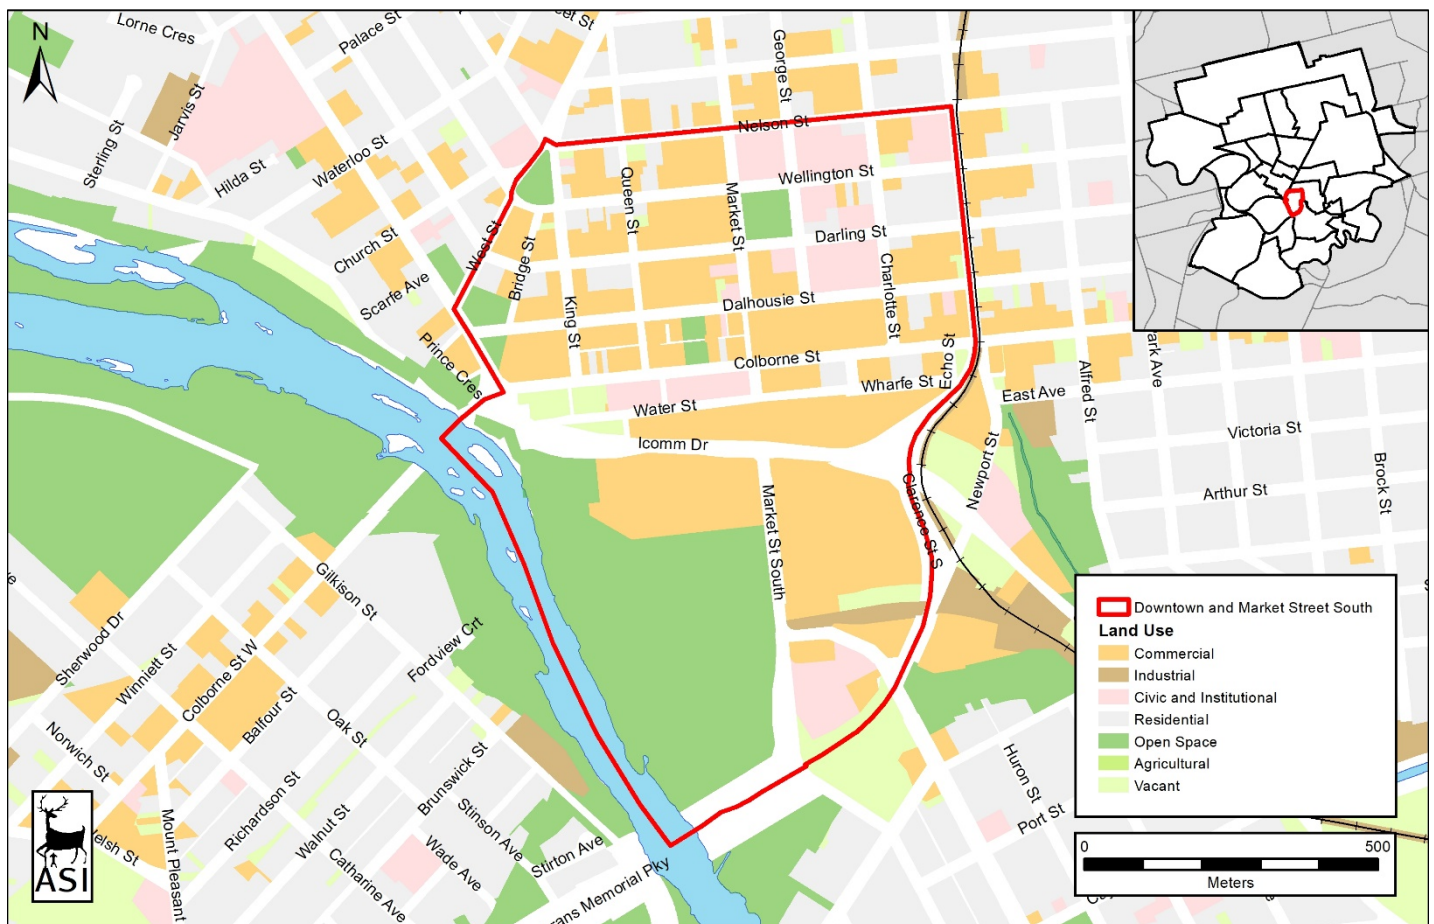 Lorne Cres
Palace St
George St
N
Jarvis St
Sterling St
Hilda St
Waterloo St
Nelson St
Wellington St
Queen St
Market St
Church St
West St
Bridge St
Darling St
Scarfe Ave
King St
Dalhousie St
Charlotte St
Prince Cres
Colborne St
Echo St
Wharfe St
East Ave
Alfred St
Water St
Icomm Dr
Victoria St
Newport St
Brock St
Arthur St
Market St South
Clarence St S
Gilkison St
Fordview Crt
Sherwood Dr
Winniett St
Colborne St W
Balfour St
Oak St
Norwich St
Brunswick St
Richardson St
Walnut St
Stinson Ave
Mount Pleasant
Catharine Ave
Wade Ave
Stirton Ave
Huron St
Port St
ASI
Downtown and Market Street South
Land Use
Commercial
Industrial
Civic and Institutional
Residential
Open Space
Agricultural
Vacant
0 500
Meters